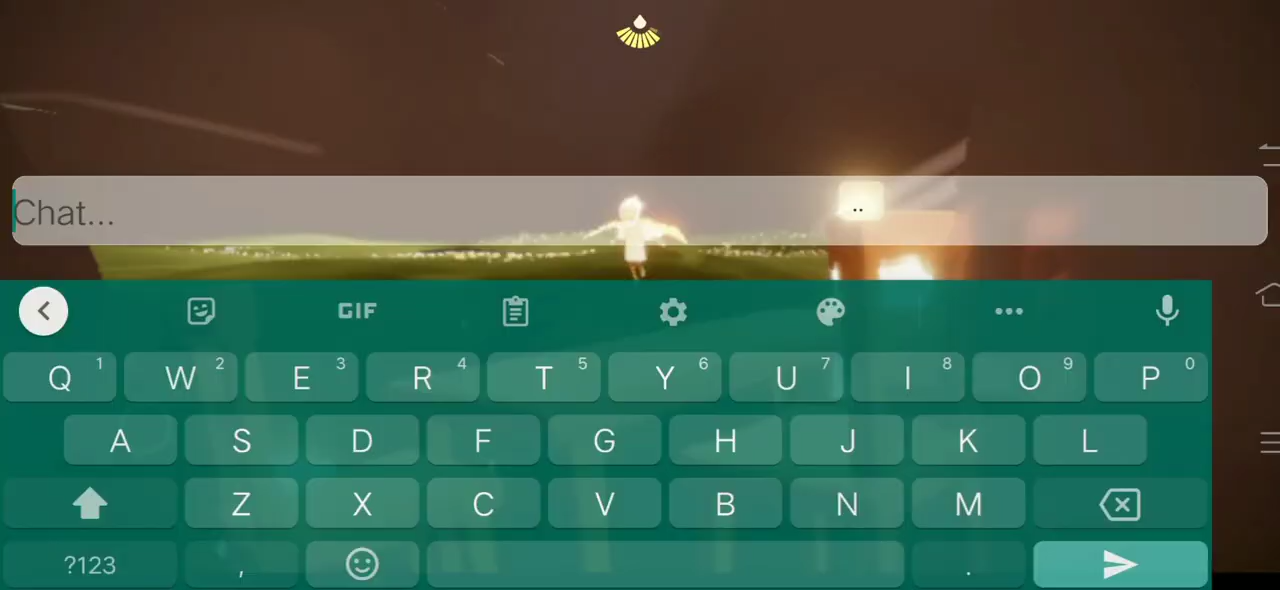 Chat...
..
GIF
Q 1 W 2 E 3 R 4 T 5 Y 6 U 7 I 8 O 9 P 0
A S D F G H J K L
Z X C V B N M
?123 , .